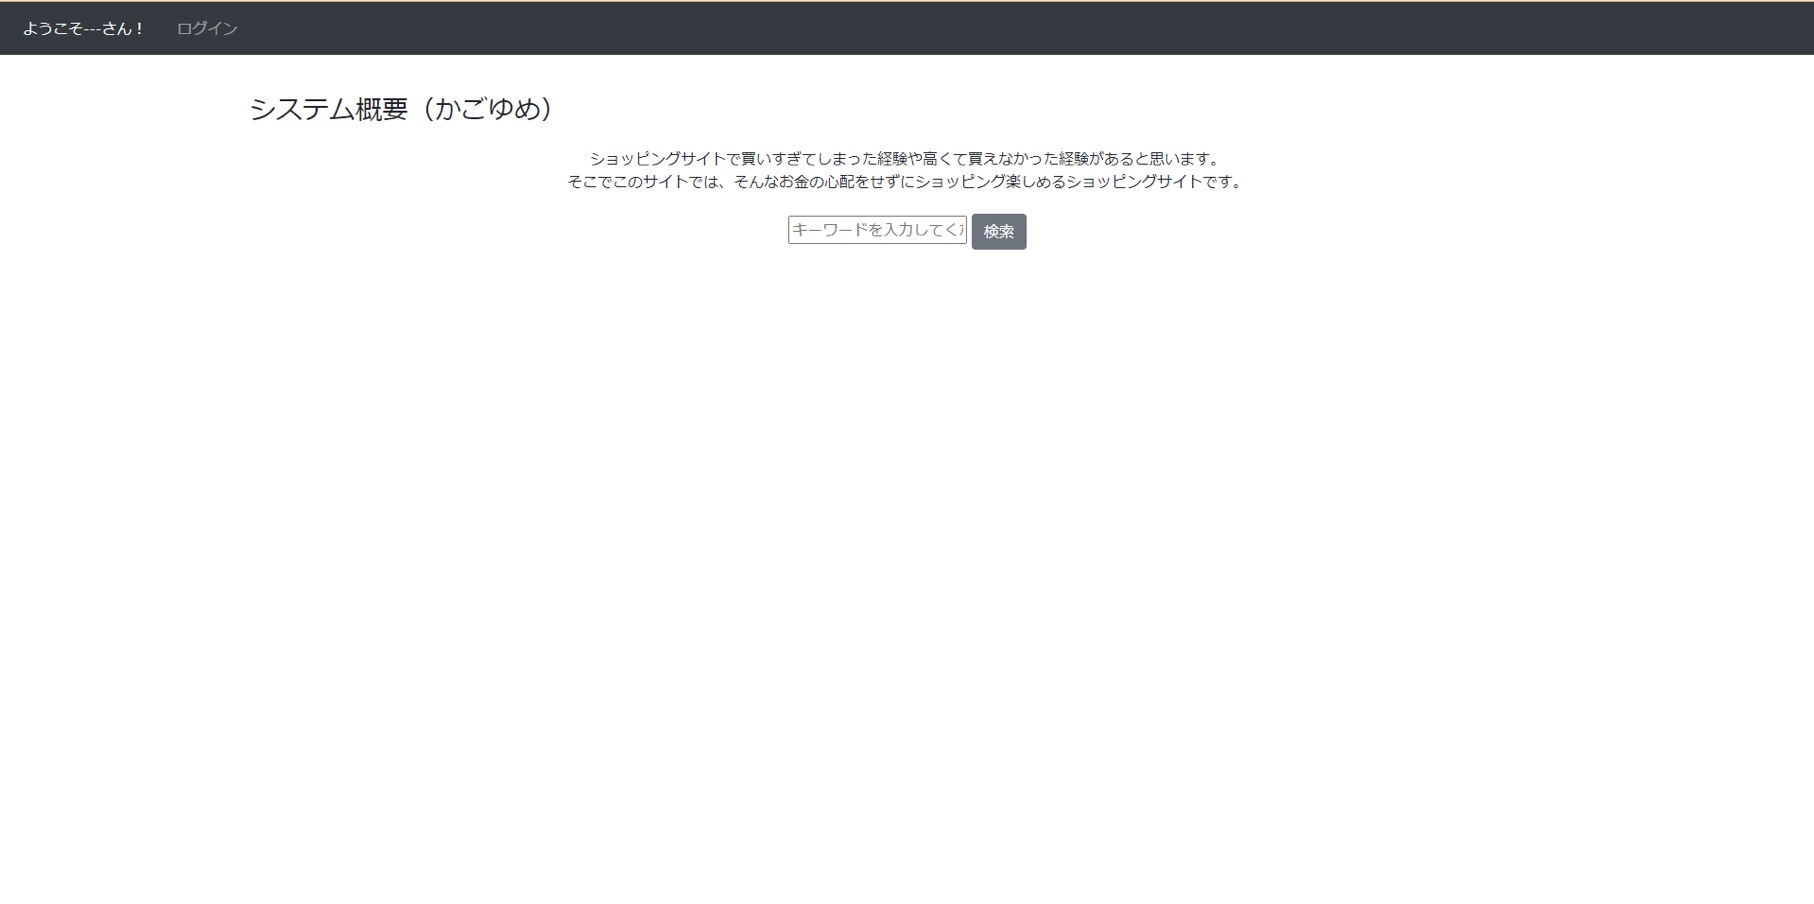 ようこそ---さん！ ログイン
システム概要（かごゆめ）
ショッピングサイトで買いすぎてしまった経験や高くて買えなかった経験があると思います。
そこでこのサイトでは、そんなお金の心配をせずにショッピング楽しめるショッピングサイトです。
キーワードを入力してく 検索